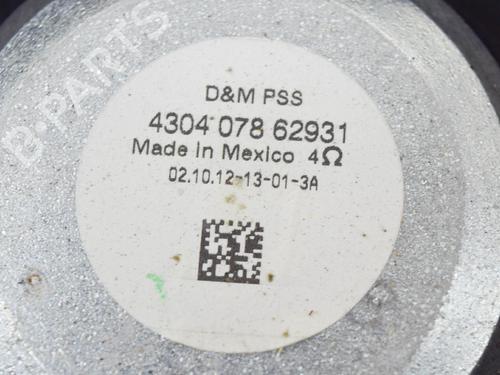 B-PARTS
D&M PSS
4304 078 62931
Made in Mexico 4Ω
02.10.12-13-01-3A